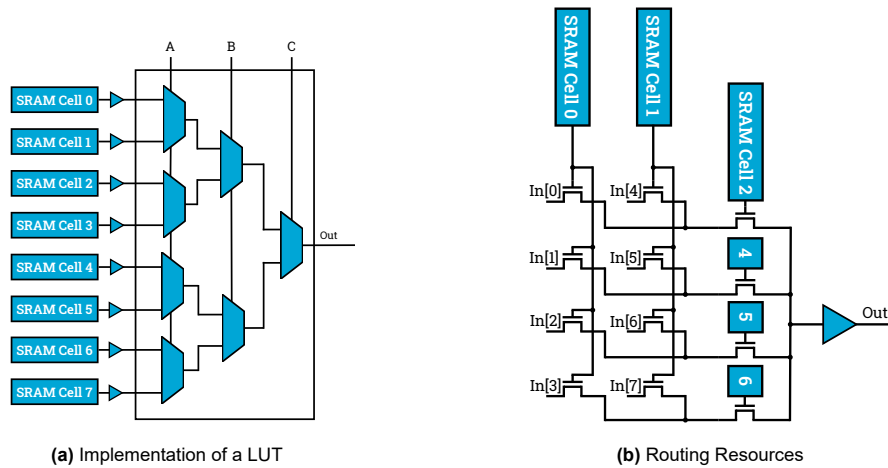 A B C
SRAM Cell 0
SRAM Cell 1
SRAM Cell 2
SRAM Cell 3
SRAM Cell 4
SRAM Cell 5
SRAM Cell 6
SRAM Cell 7
Out
(a) Implementation of a LUT
SRAM Cell 0
SRAM Cell 1
SRAM Cell 2
In[0] In[4]
In[1] In[5]
4
In[2] In[6]
5
In[3] In[7]
6
Out
(b) Routing Resources